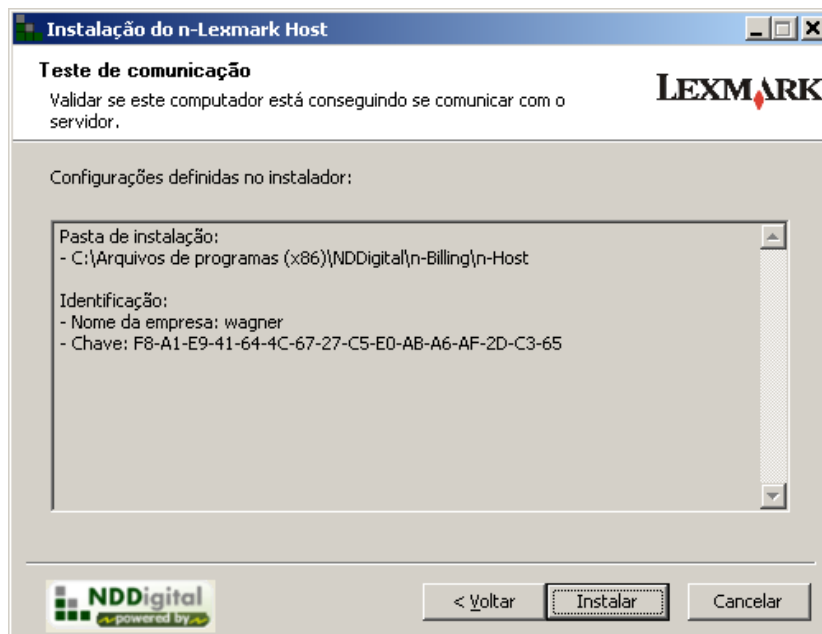 Instalação do n-Lexmark Host
Teste de comunicação
Validar se este computador está conseguindo se comunicar com o
servidor.
LEXMARK
Configurações definidas no instalador:
Pasta de instalação:
- C:\Arquivos de programas (x86)\NDDigital\n-Billing\n-Host
Identificação:
- Nome da empresa: wagner
- Chave: F8-A1-E9-41-64-4C-67-27-C5-E0-AB-A6-AF-2D-C3-65
NDDigital
powered by
< Voltar
Instalar
Cancelar